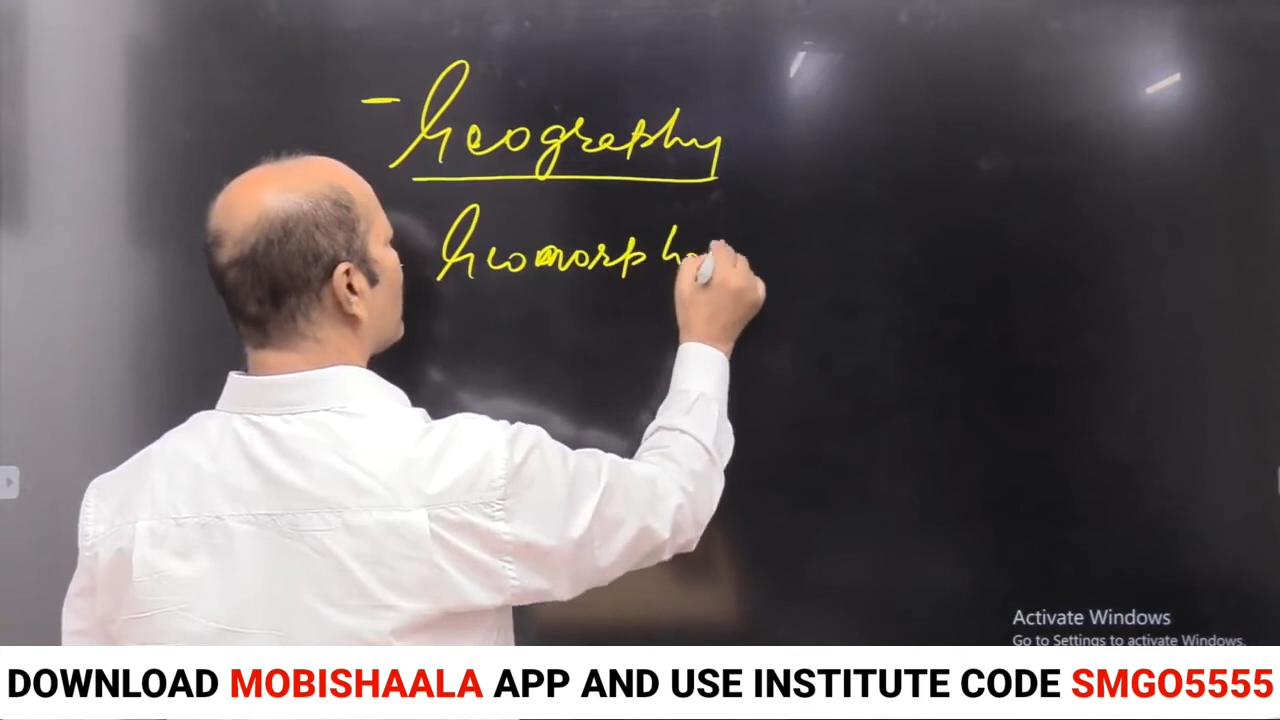 - Geography
Geomorpho
Activate Windows
Go to Settings to activate Windows.
DOWNLOAD MOBISHAALA APP AND USE INSTITUTE CODE SMGO5555